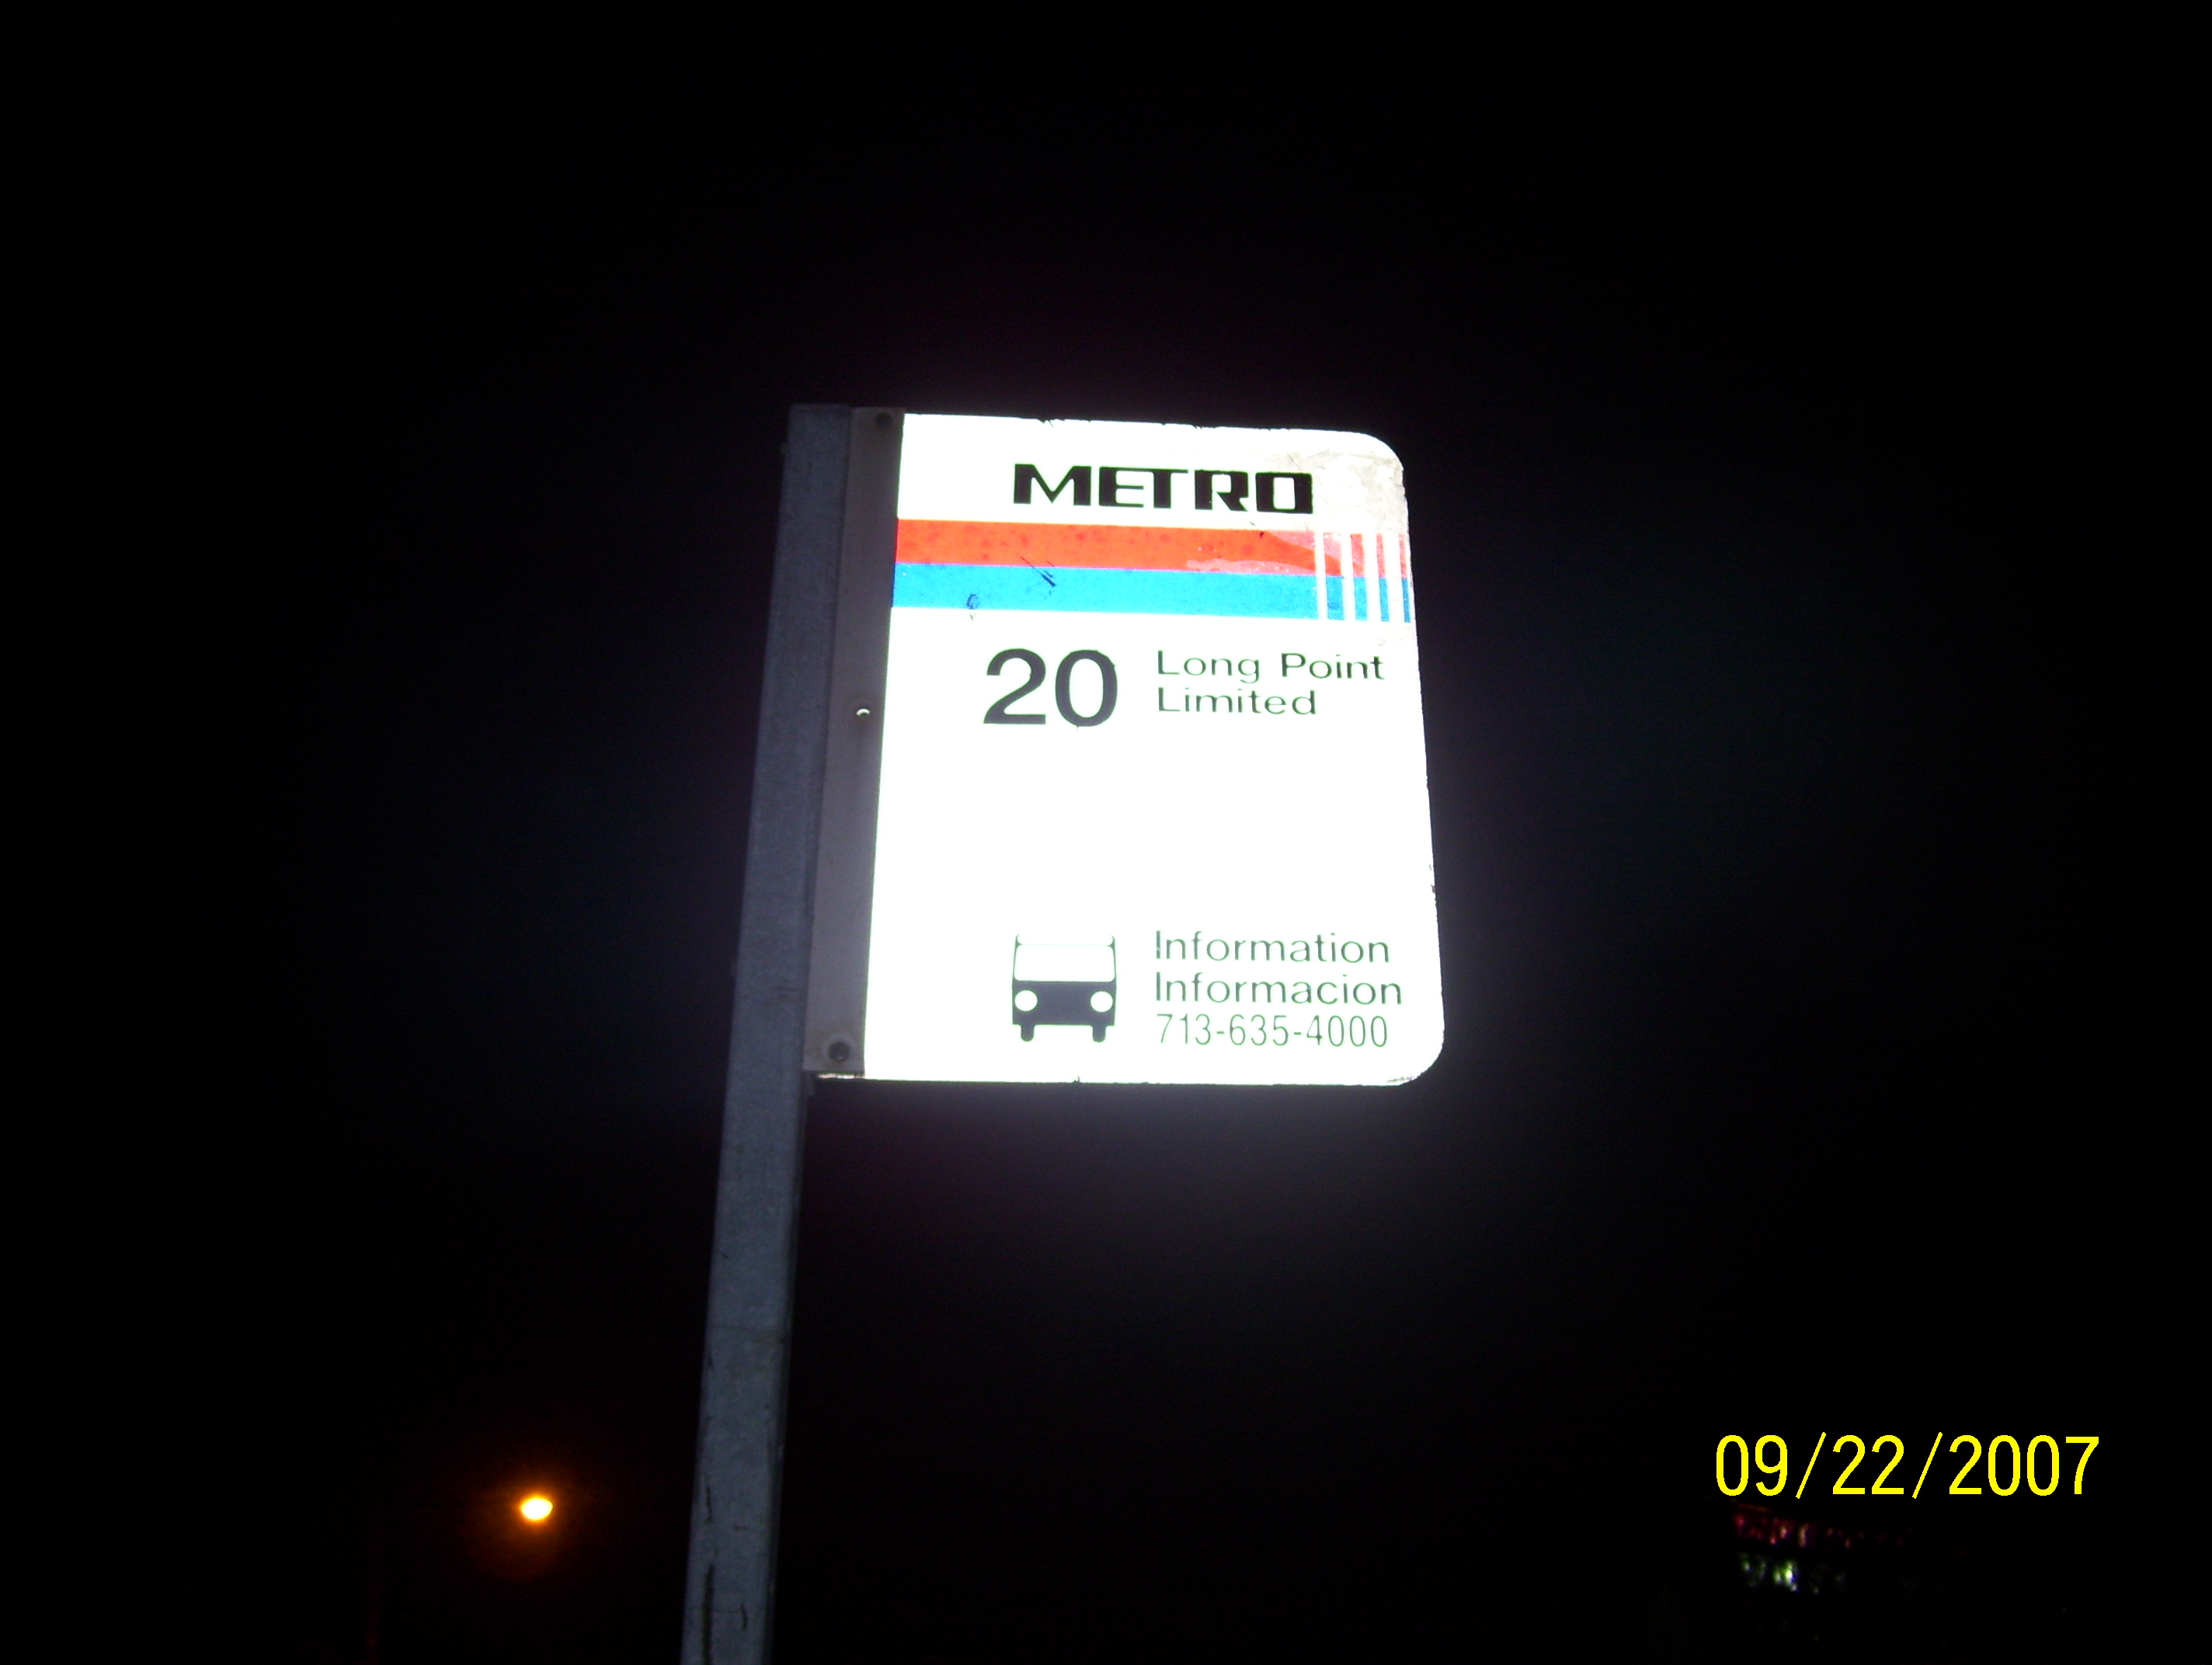 METRO
20 Long Point
Limited
Information
Informacion
713-635-4000
09/22/2007